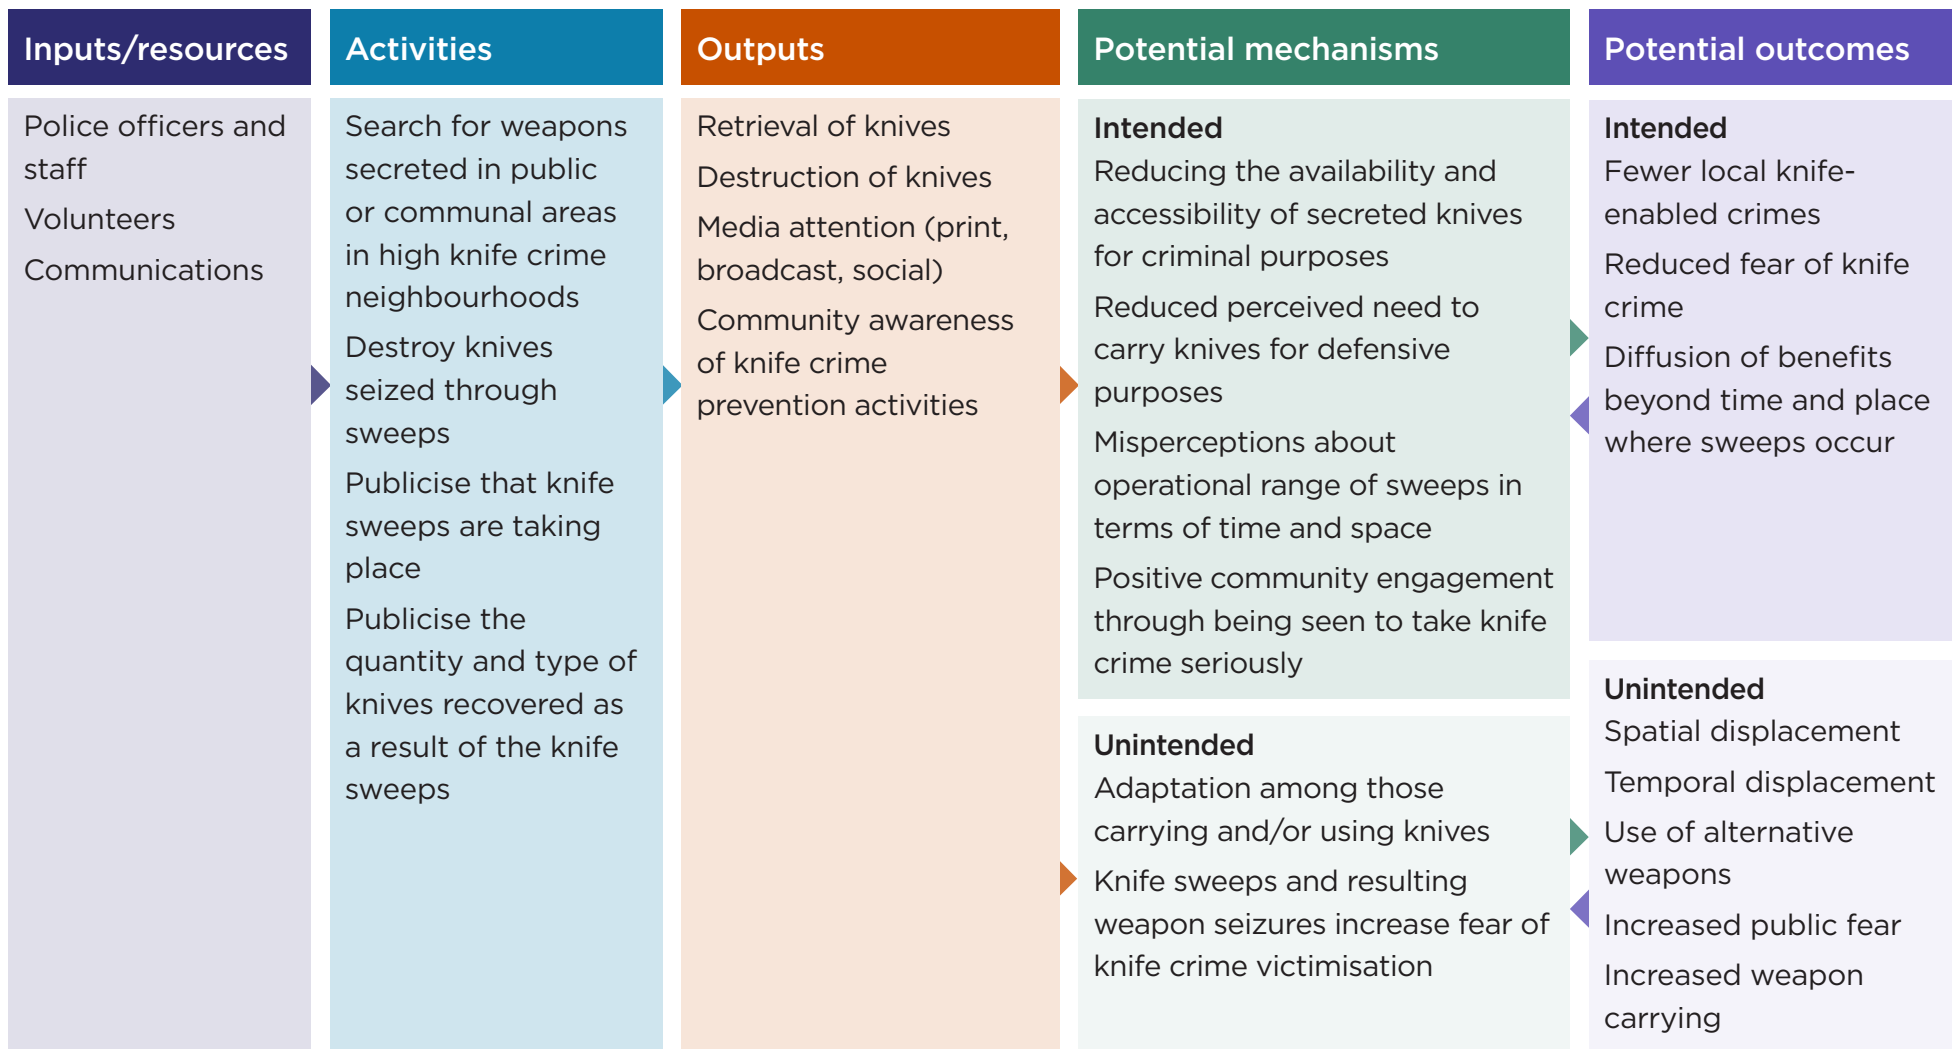 Inputs/resources
Police officers and
staff
Volunteers
Communications
Activities
Search for weapons
secreted in public
or communal areas
in high knife crime
neighbourhoods
Destroy knives
seized through
sweeps
Publicise that knife
sweeps are taking
place
Publicise the
quantity and type of
knives recovered as
a result of the knife
sweeps
Outputs
Retrieval of knives
Destruction of knives
Media attention (print,
broadcast, social)
Community awareness
of knife crime
prevention activities
Potential mechanisms
Intended
Reducing the availability and
accessibility of secreted knives
for criminal purposes
Reduced perceived need to
carry knives for defensive
purposes
Misperceptions about
operational range of sweeps in
terms of time and space
Positive community engagement
through being seen to take knife
crime seriously
Unintended
Adaptation among those
carrying and/or using knives
Knife sweeps and resulting
weapon seizures increase fear of
knife crime victimisation
Potential outcomes
Intended
Fewer local knife-
enabled crimes
Reduced fear of knife
crime
Diffusion of benefits
beyond time and place
where sweeps occur
Unintended
Spatial displacement
Temporal displacement
Use of alternative
weapons
Increased public fear
Increased weapon
carrying